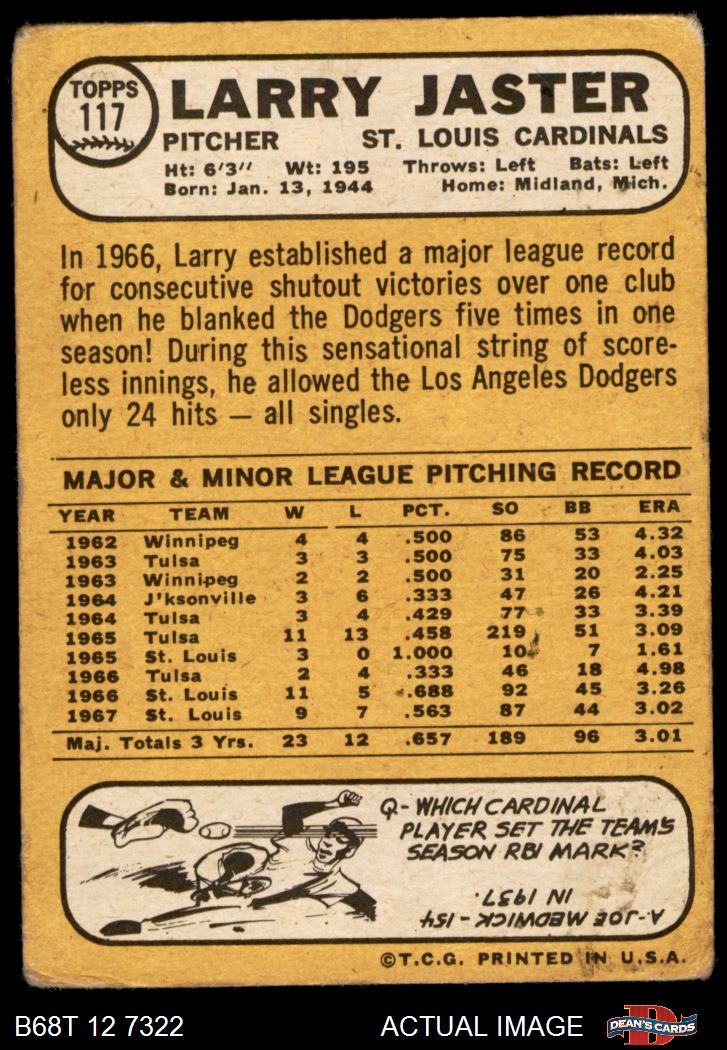 TOPPS
117
LARRY JASTER
PITCHER ST. LOUIS CARDINALS
Ht: 6'3" Wt: 195 Throws: Left Bats: Left
Born: Jan. 13, 1944 Home: Midland, Mich.
In 1966, Larry established a major league record
for consecutive shutout victories over one club
when he blanked the Dodgers five times in one
season! During this sensational string of score-
less innings, he allowed the Los Angeles Dodgers
only 24 hits — all singles.
MAJOR & MINOR LEAGUE PITCHING RECORD
YEAR TEAM W L PCT. SO BB ERA
1962 Winnipeg 4 4 .500 86 53 4.32
1963 Tulsa 3 3 .500 75 33 4.03
1963 Winnipeg 2 2 .500 31 20 2.25
1964 J'ksonville 3 6 .333 47 26 4.21
1964 Tulsa 3 4 .429 77 33 3.39
1965 Tulsa 11 13 .458 219 51 3.09
1965 St. Louis 3 0 1.000 10 7 1.61
1966 Tulsa 2 4 .333 46 18 4.98
1966 St. Louis 11 5 .688 92 45 3.26
1967 St. Louis 9 7 .563 87 44 3.02
Maj. Totals 3 Yrs. 23 12 .657 189 96 3.01
Q- WHICH CARDINAL
PLAYER SET THE TEAM'S
SEASON RBI MARK?
A- JOE MEDWICK - 154
IN 1937.
©T.C.G. PRINTED IN U.S.A.
B68T 12 7322 ACTUAL IMAGE
D
DEAN'S CARDS